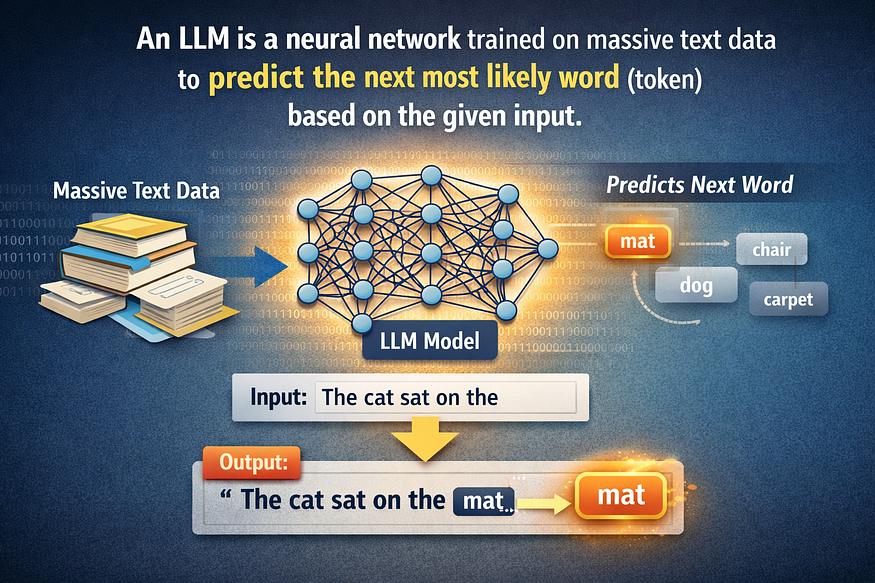 An LLM is a neural network trained on massive text data
to predict the next most likely word (token)
based on the given input.
Massive Text Data
Predicts Next Word
mat
chair
dog
carpet
LLM Model
Input: The cat sat on the
Output:
“ The cat sat on the mat... mat